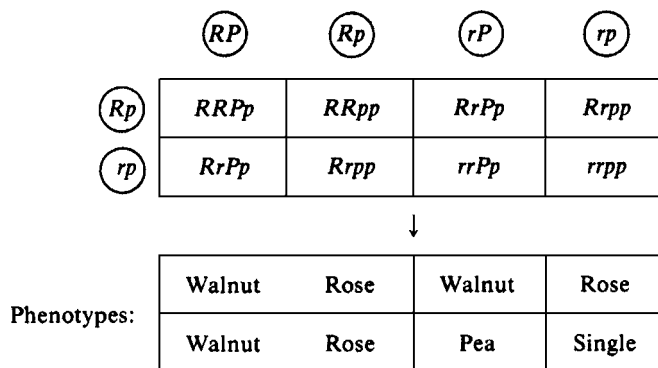 RP Rp rP rp
Rp RRPp RRpp RrPp Rrpp
rp RrPp Rrpp rrPp rrpp
↓
Walnut Rose Walnut Rose
Phenotypes:
Walnut Rose Pea Single